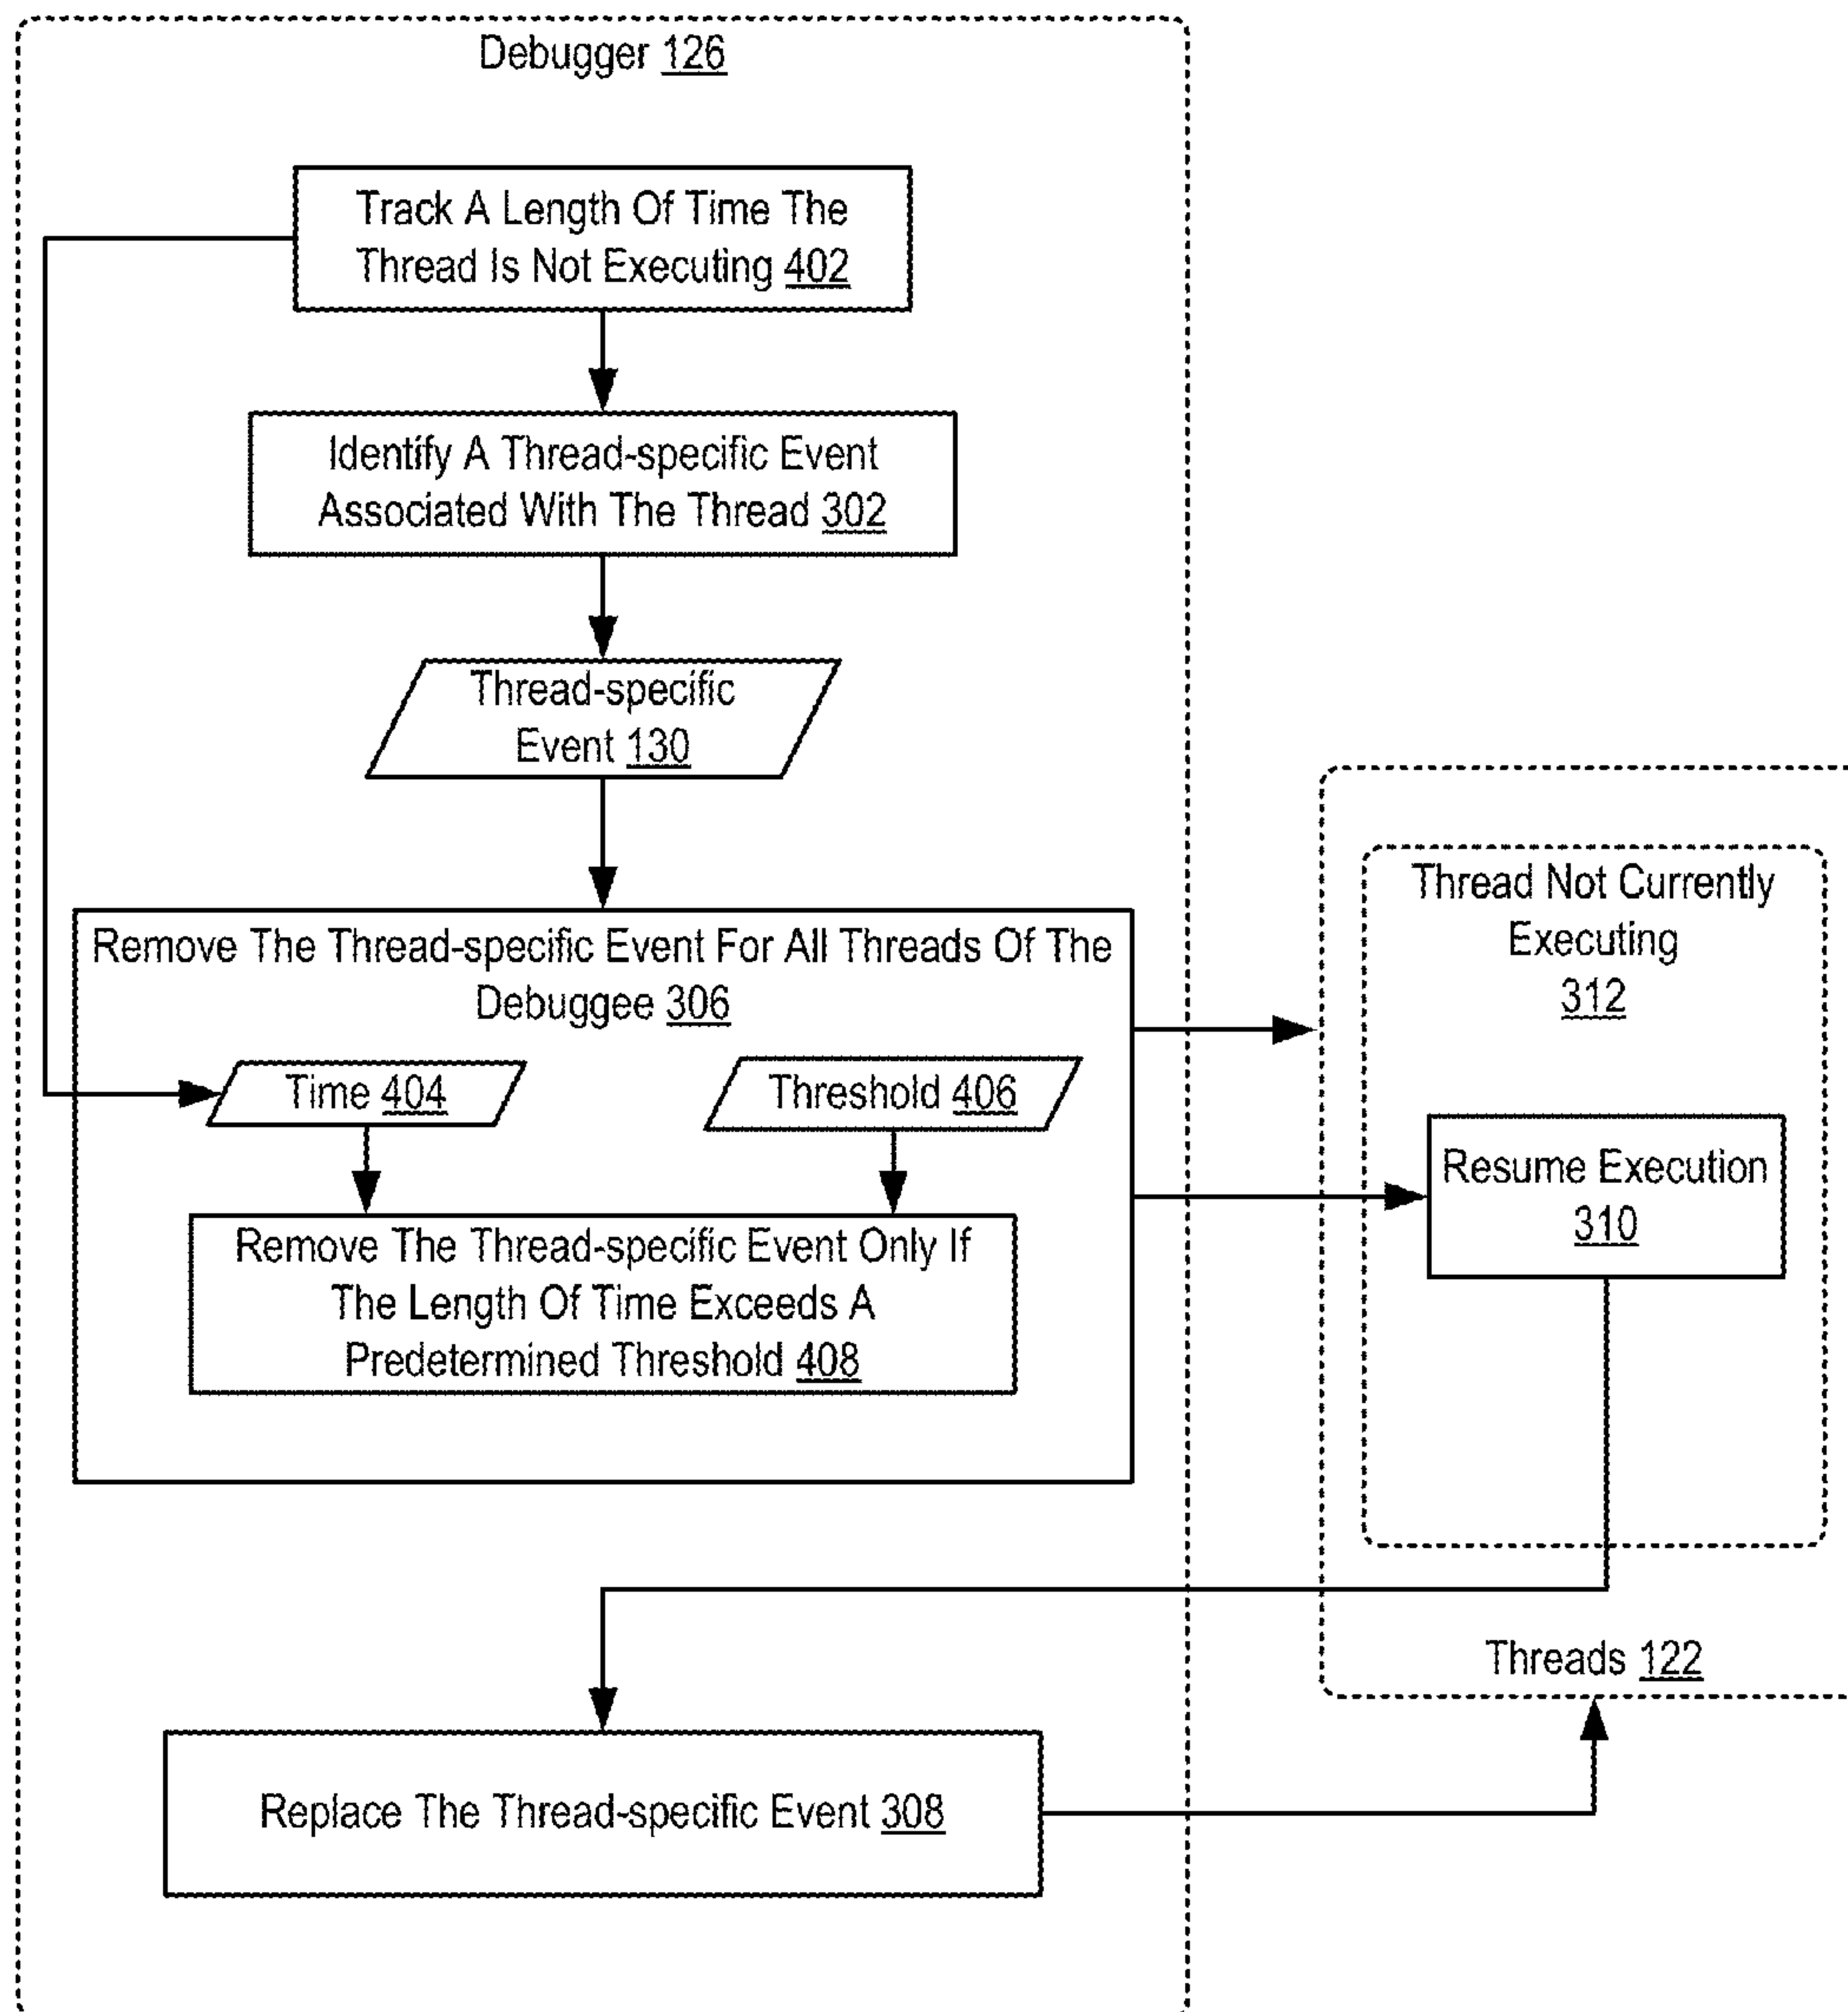 Debugger 126
Track A Length Of Time The
Thread Is Not Executing 402
Identify A Thread-specific Event
Associated With The Thread 302
Thread-specific
Event 130
Remove The Thread-specific Event For All Threads Of The
Debuggee 306
Time 404
Threshold 406
Remove The Thread-specific Event Only If
The Length Of Time Exceeds A
Predetermined Threshold 408
Thread Not Currently
Executing
312
Resume Execution
310
Threads 122
Replace The Thread-specific Event 308